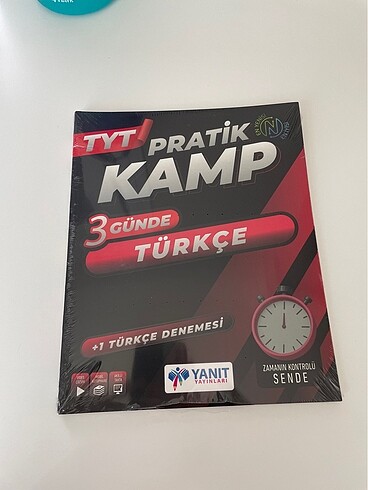 TYT
PRATİK
KAMP
3 GÜNDE
TÜRKÇE
+1 TÜRKÇE DENEMESİ
YANIT
YAYINLARI
ZAMANIN KONTROLÜ
SENDE